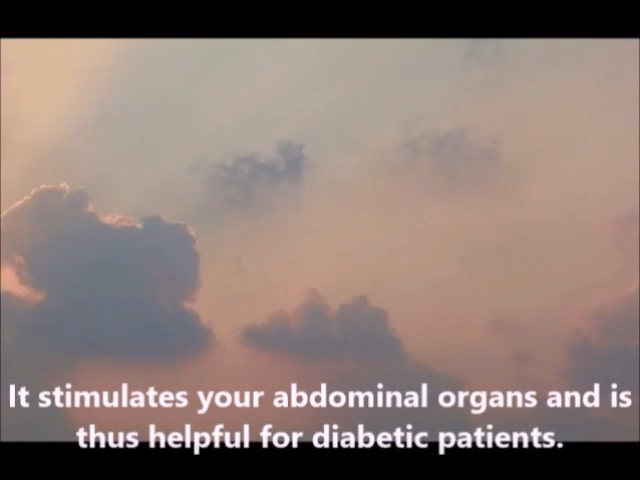 It stimulates your abdominal organs and is
thus helpful for diabetic patients.